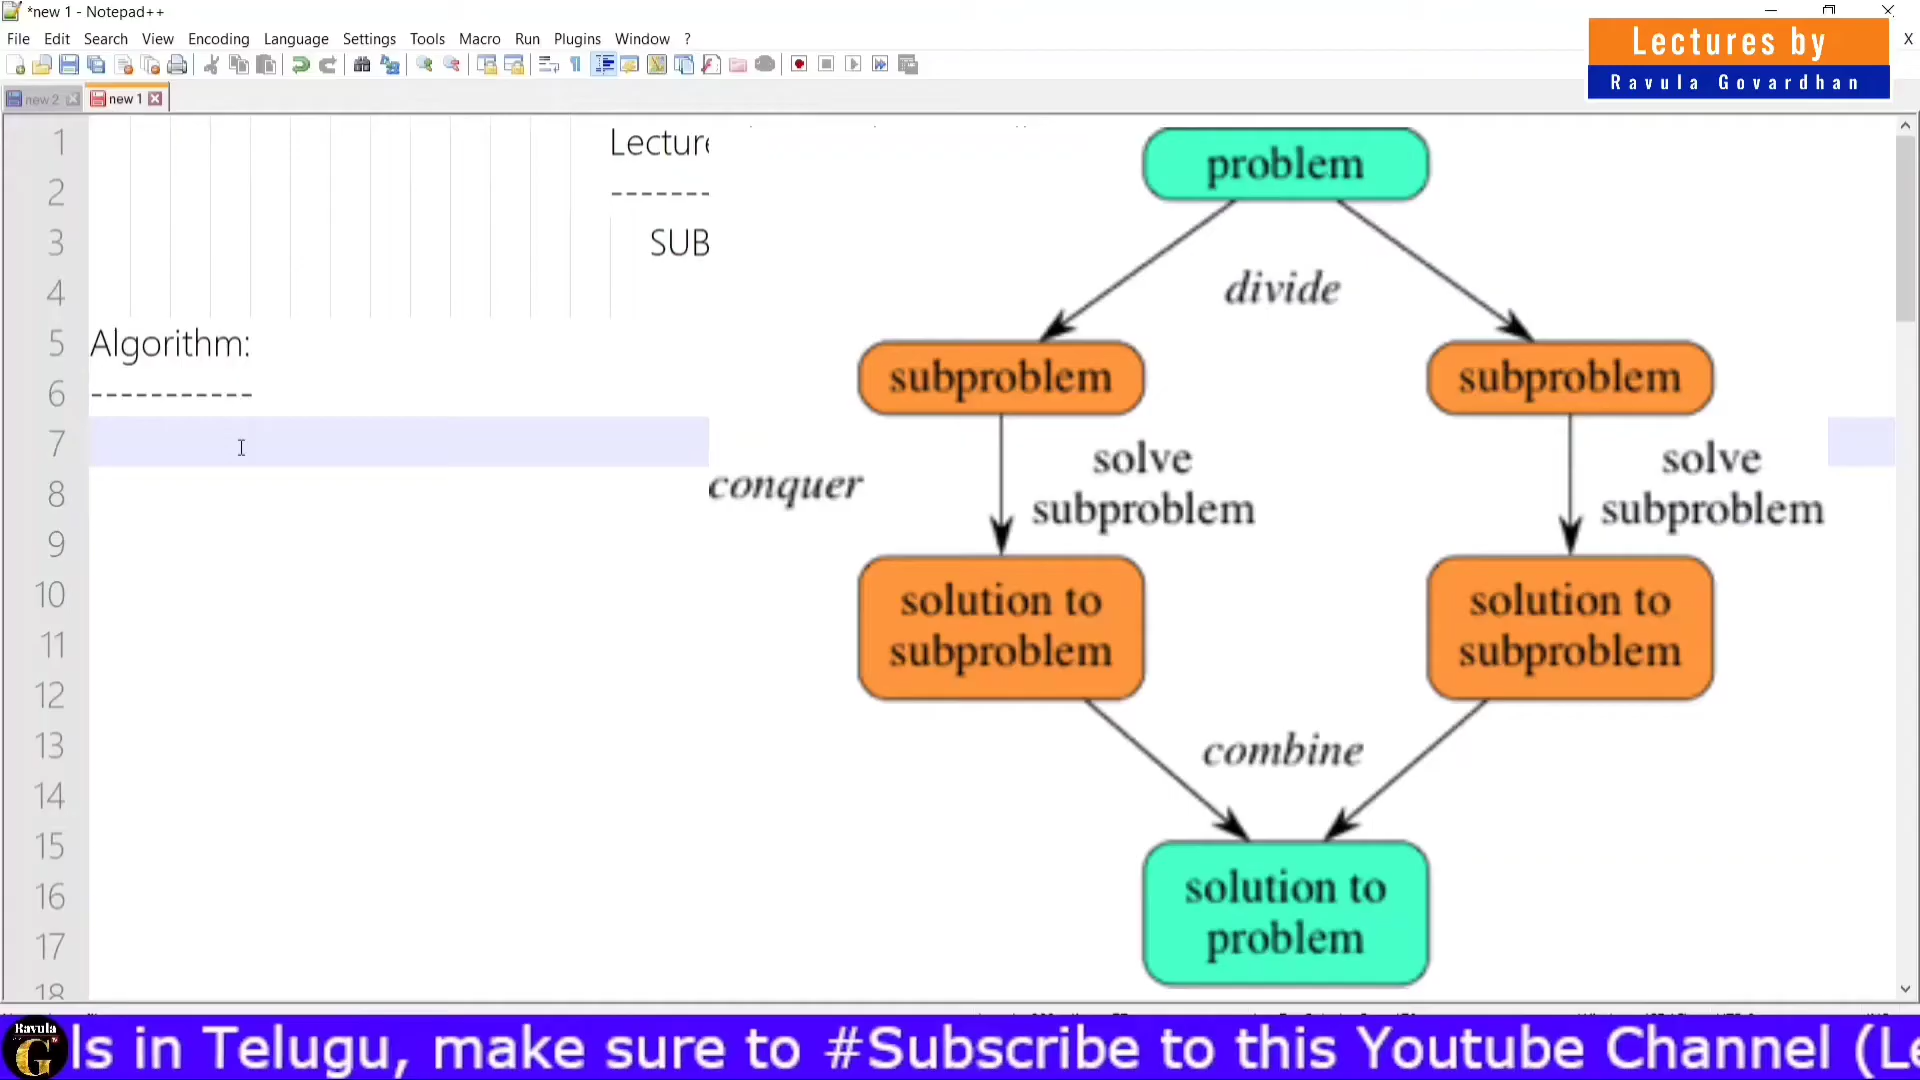 *new 1 - Notepad++
File Edit Search View Encoding Language Settings Tools Macro Run Plugins Window ?
X
Lectures by
Ravula Govardhan
new 2 new 1
1
2
3 SUB
4
5 Algorithm:
6 -----------
7
8
9
10
11
12
13
14
15
16
17
18
problem
divide
subproblem subproblem
conquer
solve
subproblem
solve
subproblem
solution to
subproblem
solution to
subproblem
combine
solution to
problem
Ravula
G
ls in Telugu, make sure to #Subscribe to this Youtube Channel (Le